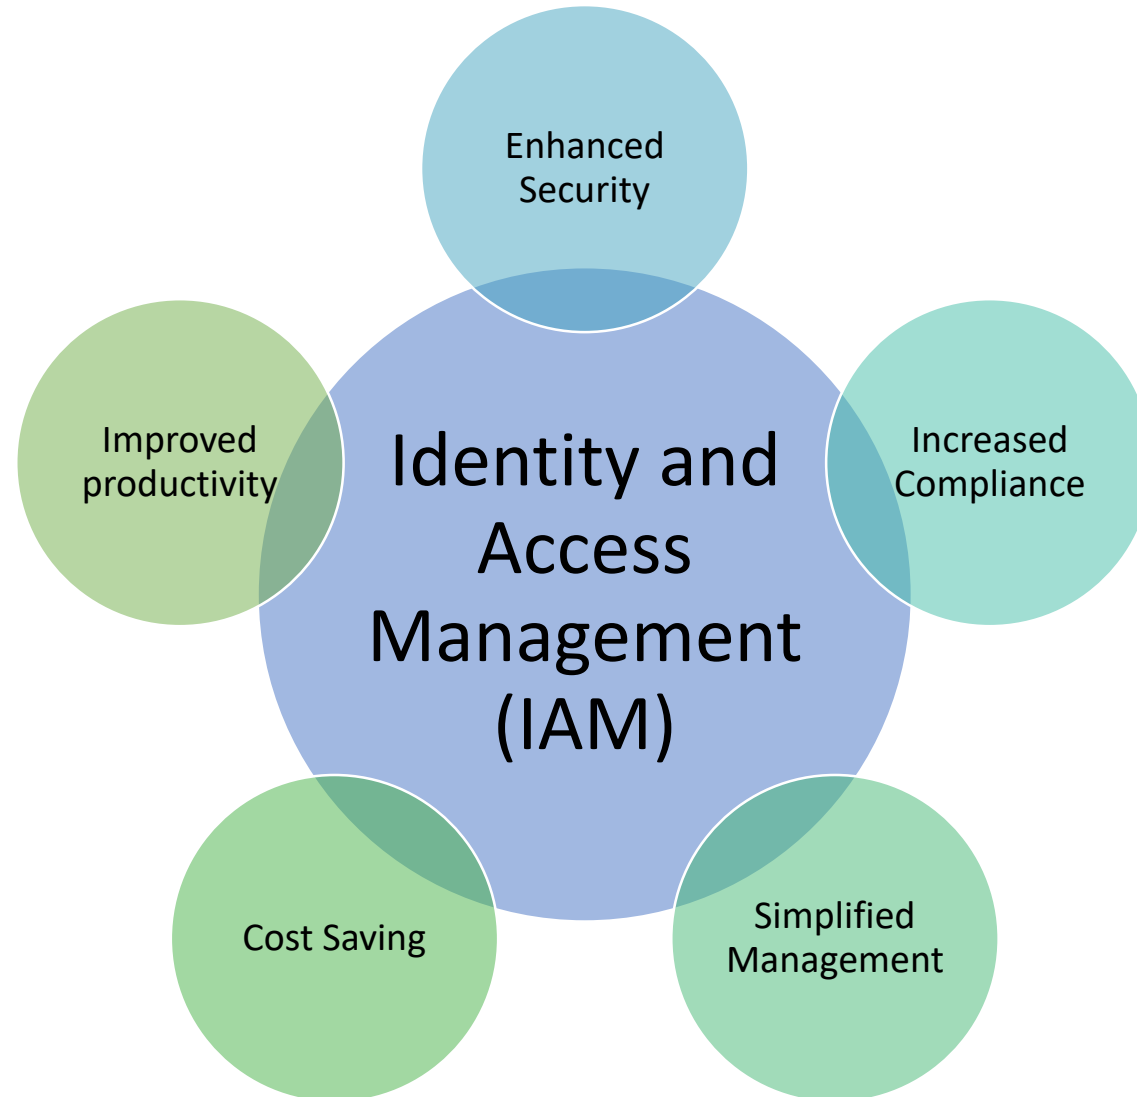 Enhanced
Security
Improved
productivity
Identity and
Access
Management
(IAM)
Increased
Compliance
Cost Saving
Simplified
Management